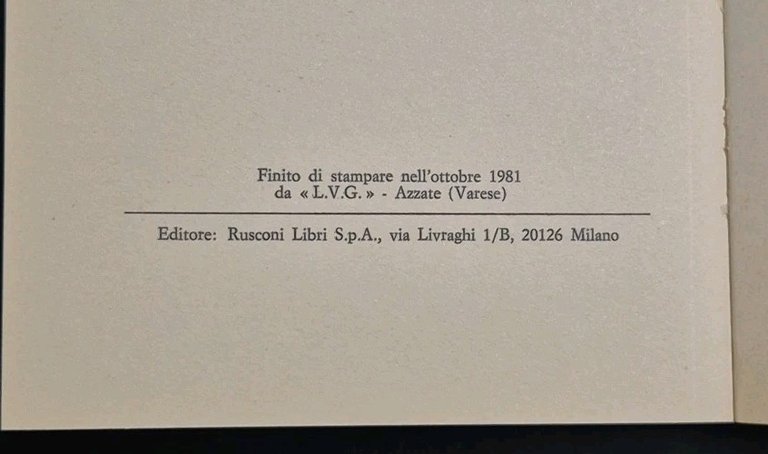 Finito di stampare nell'ottobre 1981
da « L.V.G. » - Azzate (Varese)
Editore: Rusconi Libri S.p.A., via Livraghi 1/B, 20126 Milano